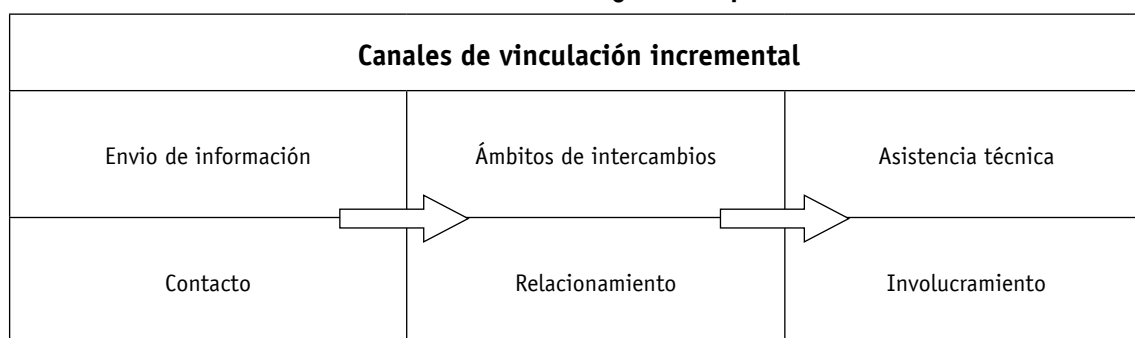 Canales de vinculación incremental
Envio de información
Ámbitos de intercambios
Asistencia técnica
Contacto
Relacionamiento
Involucramiento